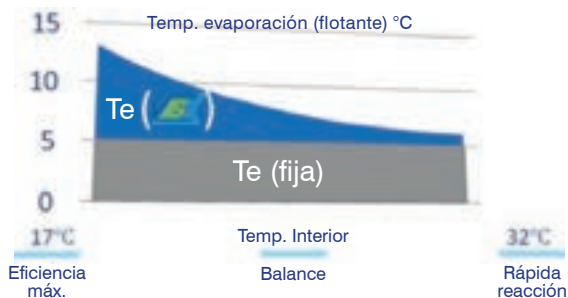 Temp. evaporación (flotante) °C
15
10
5
0
Te ( )
Te (fija)
17°C
Temp. Interior
32°C
Eficiencia
máx.
Balance
Rápida
reacción